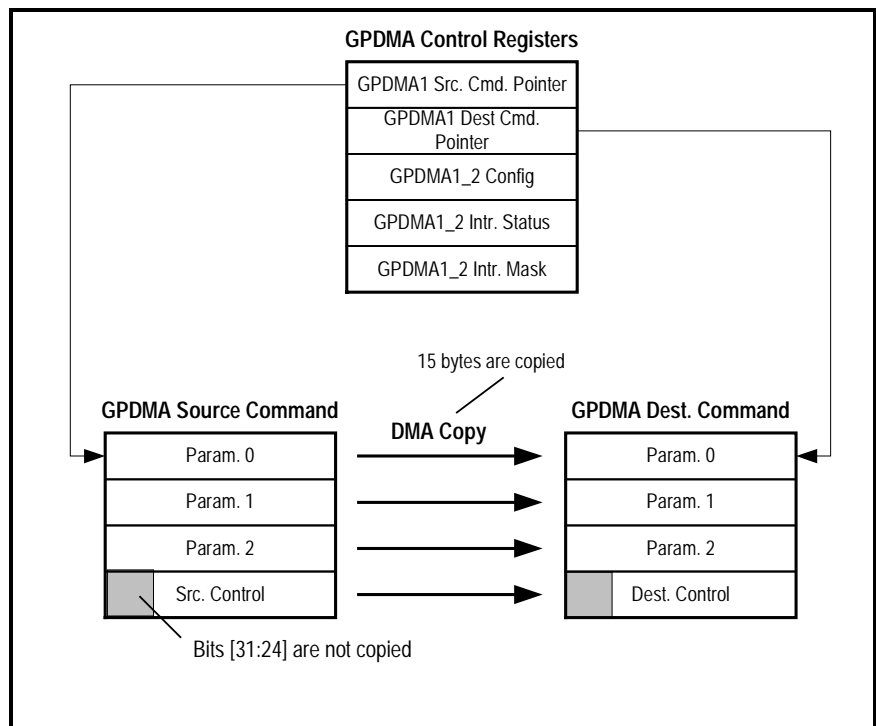 GPDMA Control Registers
GPDMA1 Src. Cmd. Pointer
GPDMA1 Dest Cmd.
Pointer
GPDMA1_2 Config
GPDMA1_2 Intr. Status
GPDMA1_2 Intr. Mask
15 bytes are copied
GPDMA Source Command
DMA Copy
GPDMA Dest. Command
Param. 0
Param. 0
Param. 1
Param. 1
Param. 2
Param. 2
Src. Control
Dest. Control
Bits [31:24] are not copied